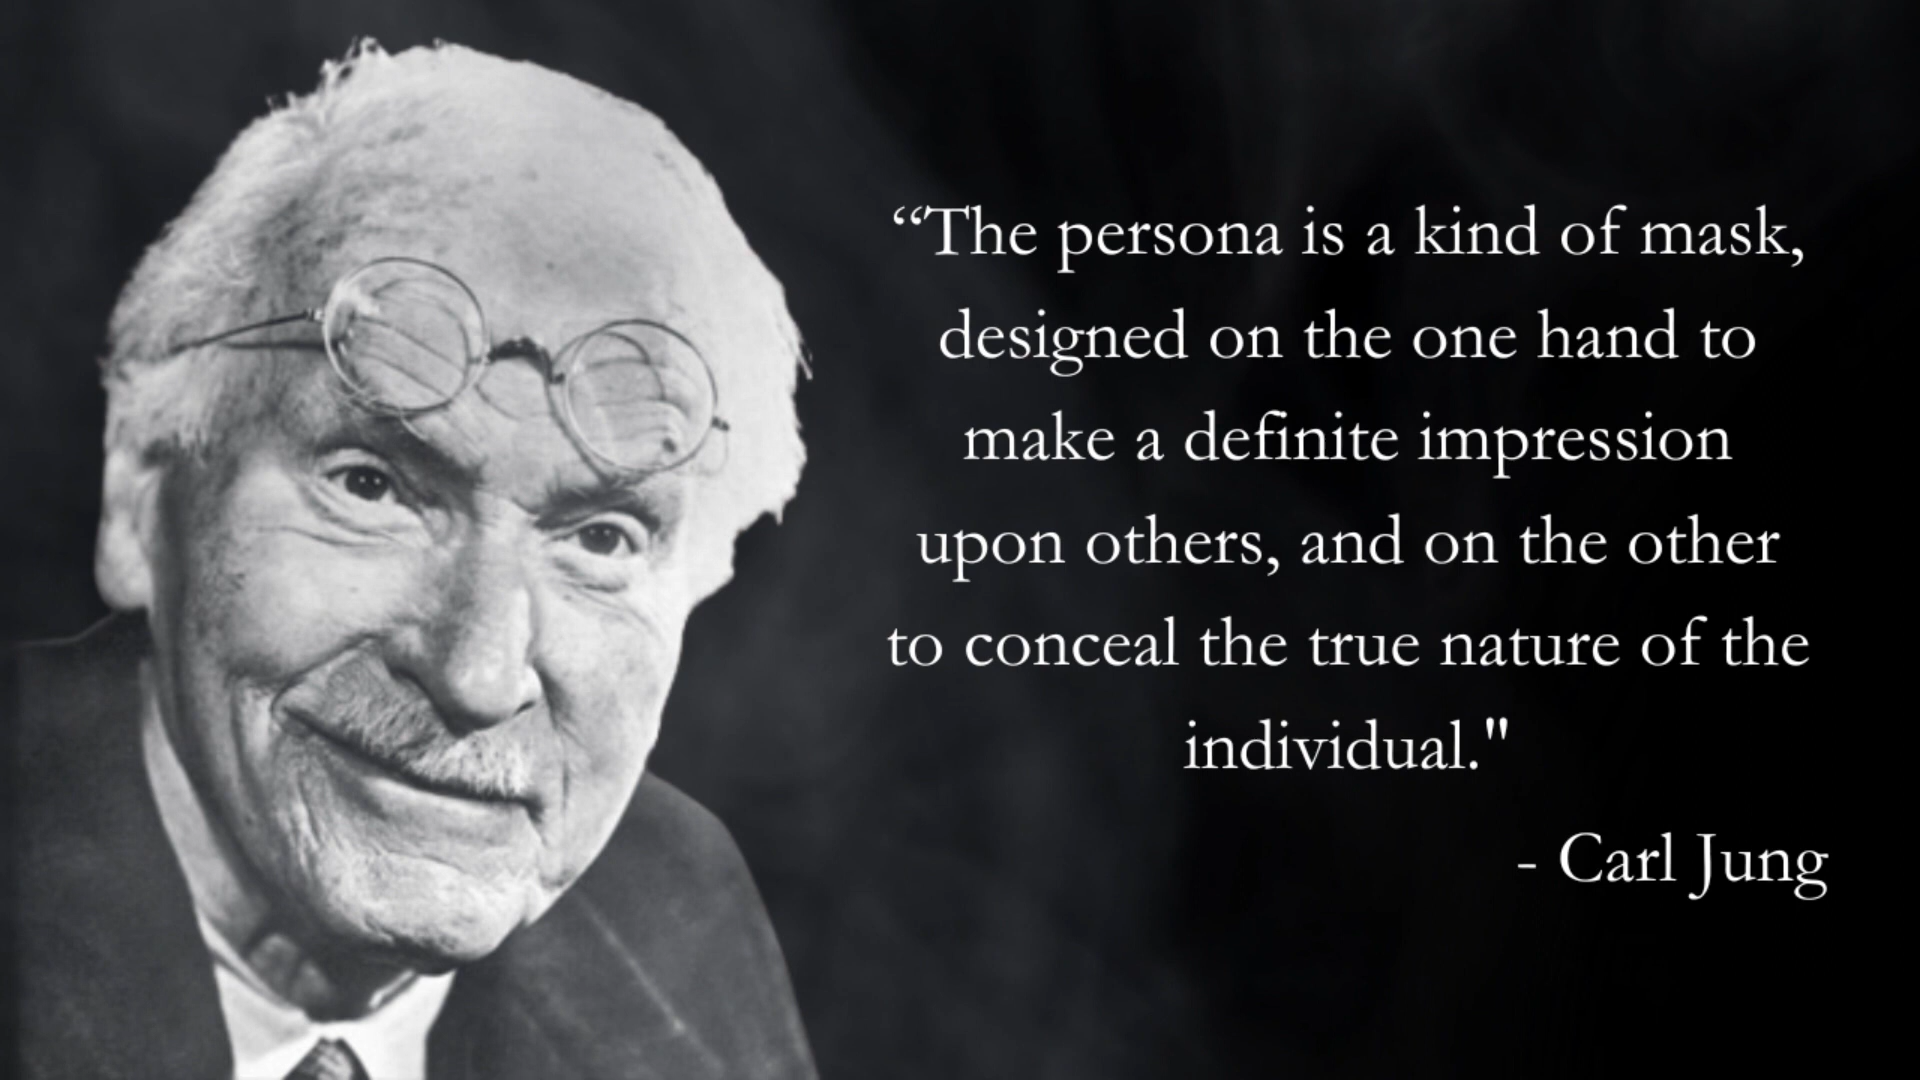 “The persona is a kind of mask,
designed on the one hand to
make a definite impression
upon others, and on the other
to conceal the true nature of the
individual."
- Carl Jung